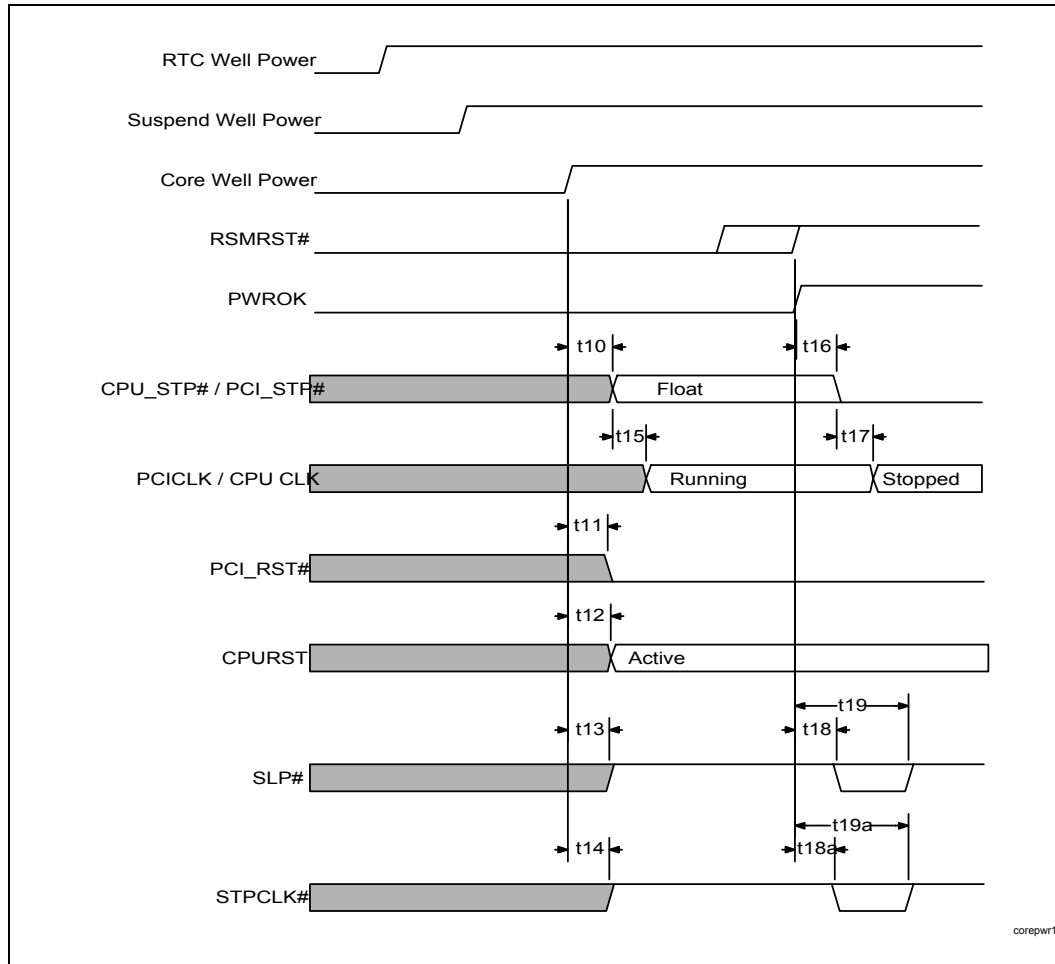 RTC Well Power
Suspend Well Power
Core Well Power
RSMRST#
PWROK
t10
t16
CPU_STP# / PCI_STP#
Float
t15
t17
PCICLK / CPU CLK
Running
Stopped
t11
PCI_RST#
t12
CPURST
Active
t19
t13
t18
SLP#
t19a
t14
t18a
STPCLK#
corepwr1